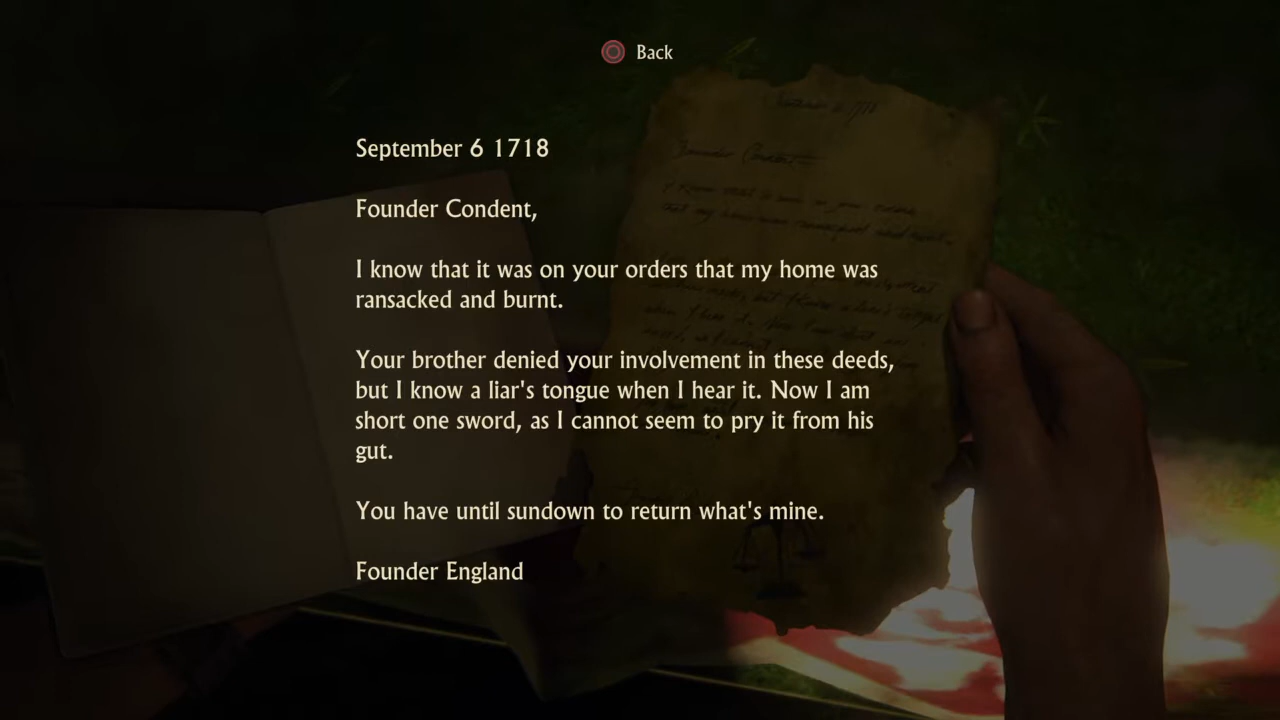 Back
September 6 1718
Founder Condent,
I know that it was on your orders that my home was
ransacked and burnt.
Your brother denied your involvement in these deeds,
but I know a liar's tongue when I hear it. Now I am
short one sword, as I cannot seem to pry it from his
gut.
You have until sundown to return what's mine.
Founder England